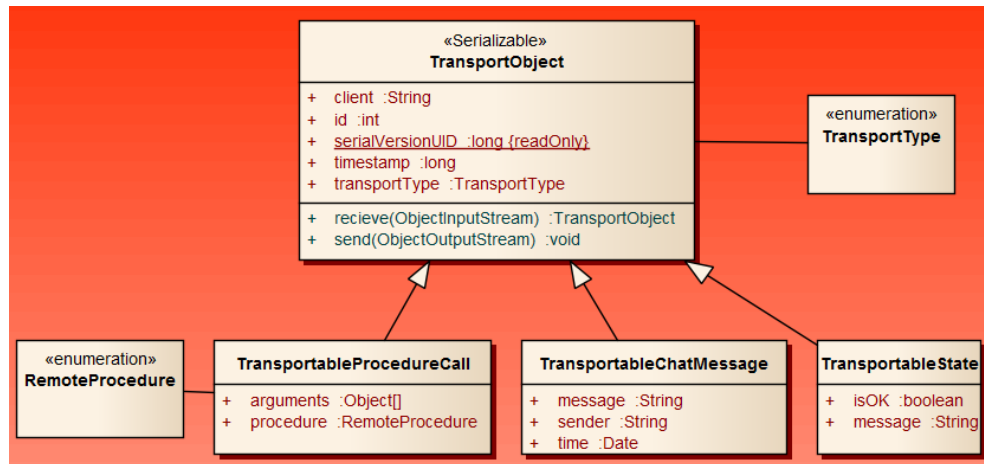 «Serializable»
TransportObject
+ client :String
+ id :int
+ serialVersionUID :long {readOnly}
+ timestamp :long
+ transportType :TransportType
+ recieve(ObjectInputStream) :TransportObject
+ send(ObjectOutputStream) :void
«enumeration»
TransportType
«enumeration»
RemoteProcedure
TransportableProcedureCall
+ arguments :Object[]
+ procedure :RemoteProcedure
TransportableChatMessage
+ message :String
+ sender :String
+ time :Date
TransportableState
+ isOK :boolean
+ message :String